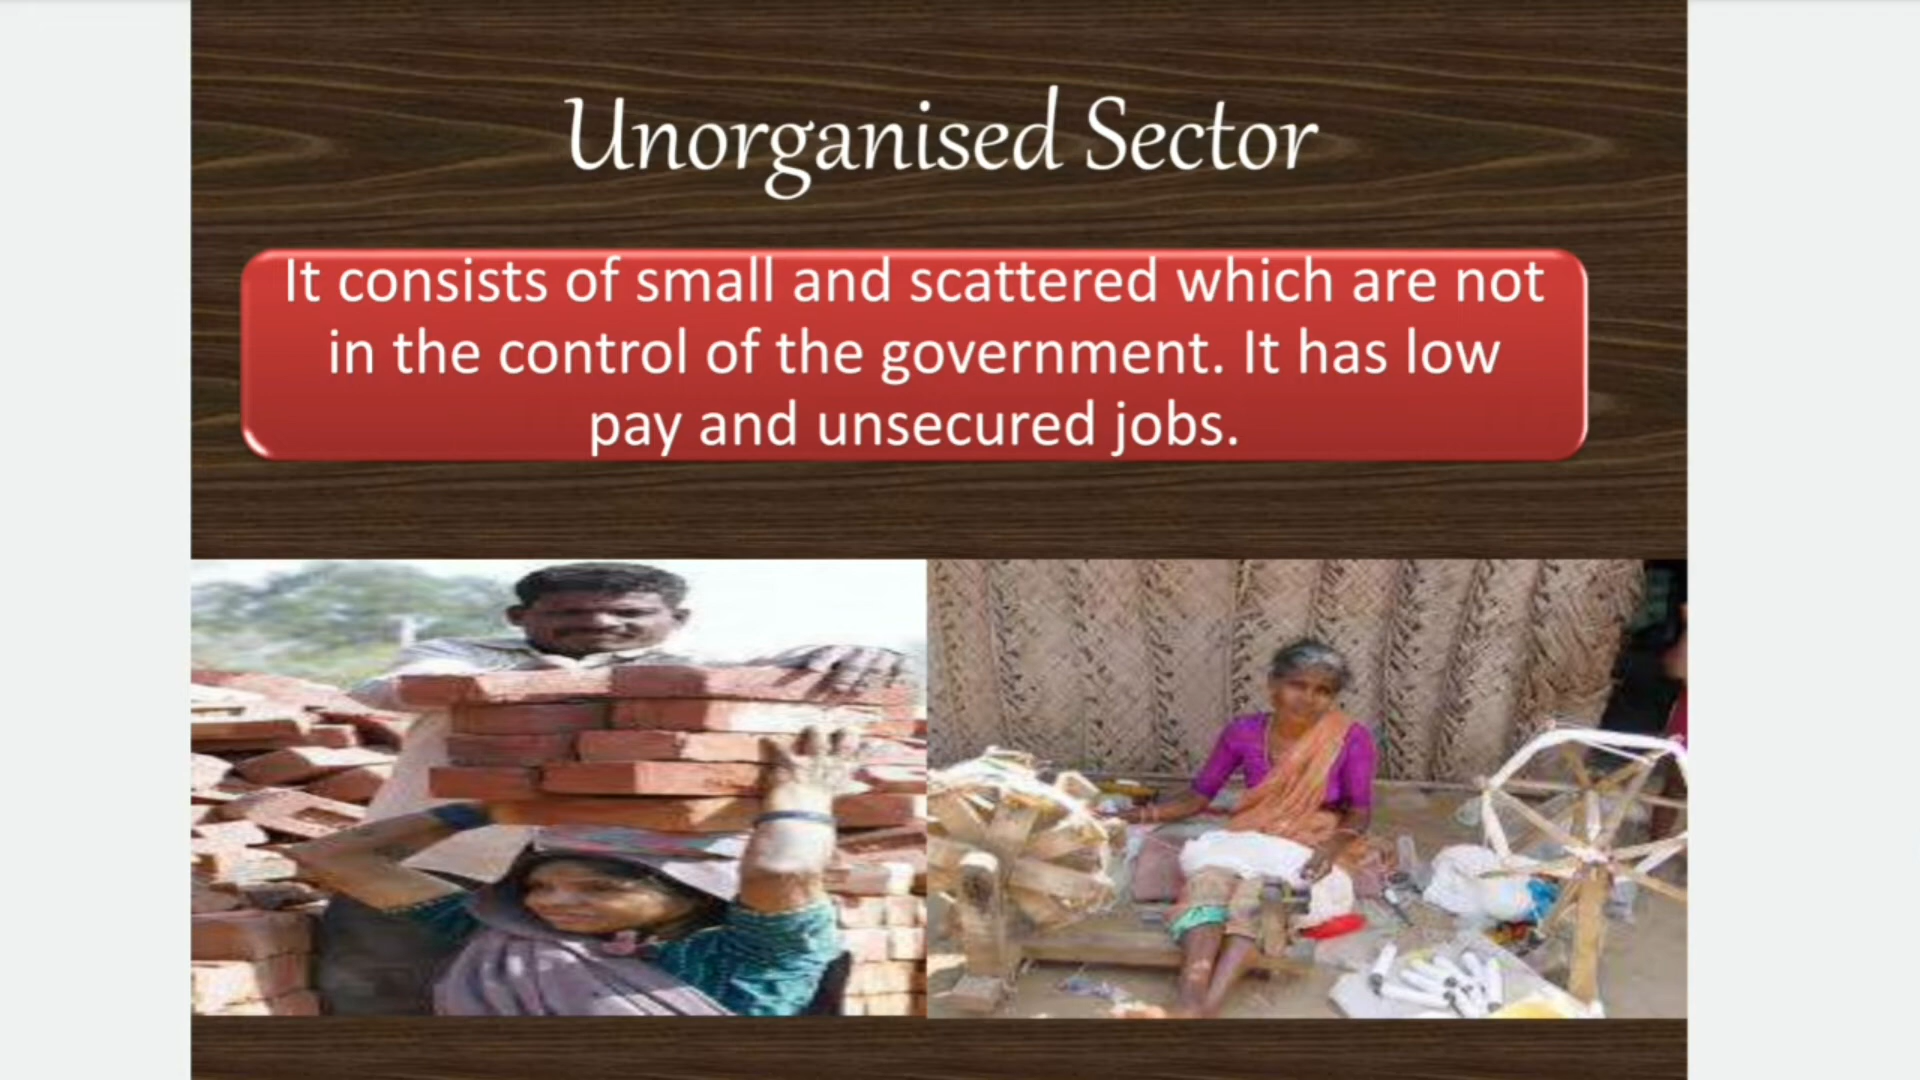 Unorganised Sector
It consists of small and scattered which are not
in the control of the government. It has low
pay and unsecured jobs.